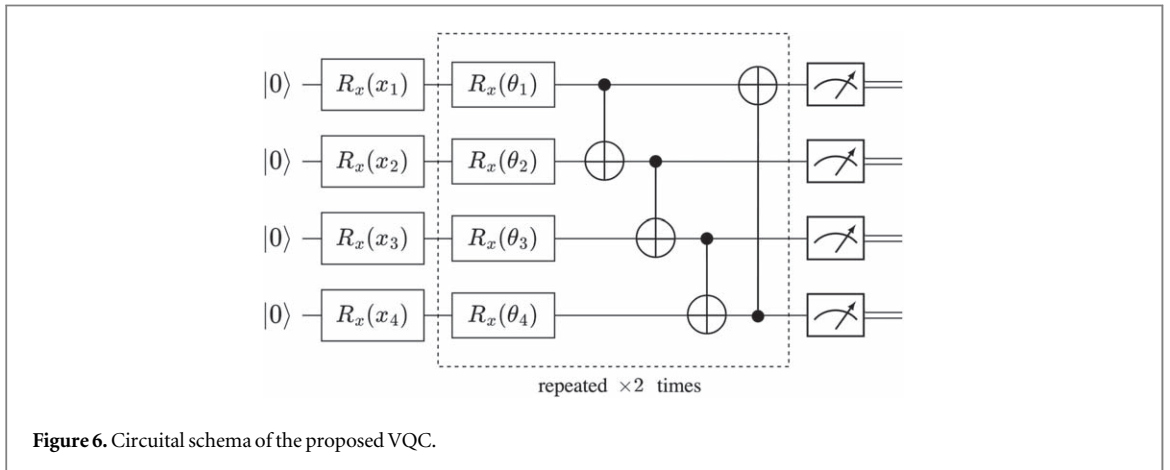 |0⟩ R_x(x_1) R_x(θ_1)
|0⟩ R_x(x_2) R_x(θ_2)
|0⟩ R_x(x_3) R_x(θ_3)
|0⟩ R_x(x_4) R_x(θ_4)
repeated ×2 times
Figure 6. Circuital schema of the proposed VQC.